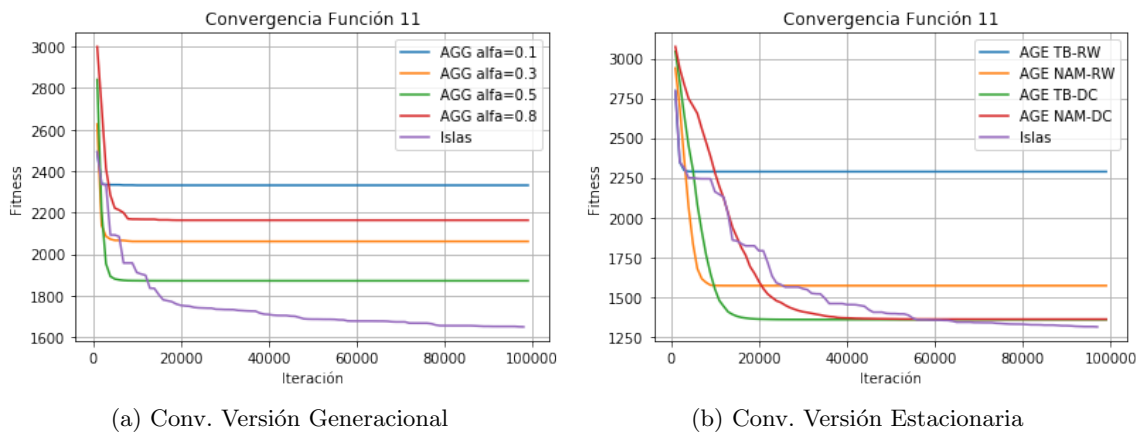 Convergencia Función 11
3000
2800
2600
2400
2200
2000
1800
1600
Fitness
AGG alfa=0.1
AGG alfa=0.3
AGG alfa=0.5
AGG alfa=0.8
Islas
0
20000
40000
60000
80000
100000
Iteración
(a) Conv. Versión Generacional
Convergencia Función 11
3000
2750
2500
2250
2000
1750
1500
1250
Fitness
AGE TB-RW
AGE NAM-RW
AGE TB-DC
AGE NAM-DC
Islas
0
20000
40000
60000
80000
100000
Iteración
(b) Conv. Versión Estacionaria